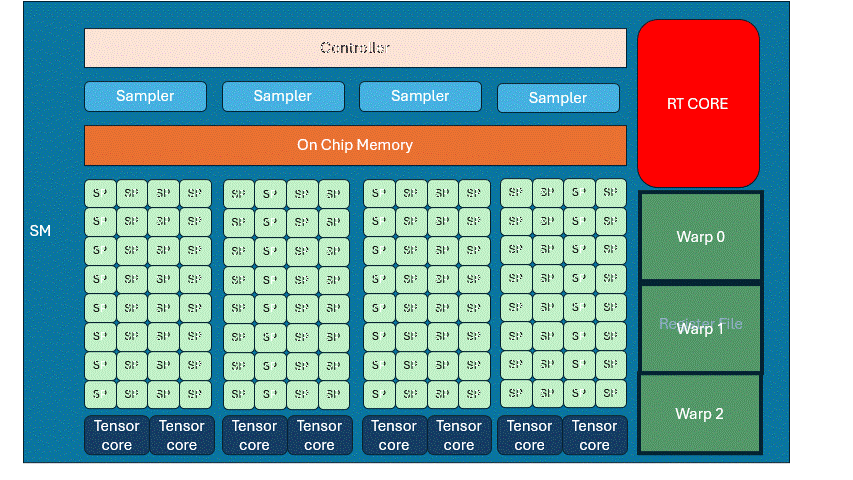 Controller
RT CORE
Sampler Sampler Sampler Sampler
On Chip Memory
SP SP SP SP SP SP SP SP SP SP SP SP SP SP SP SP
SP SP SP SP SP SP SP SP SP SP SP SP SP SP SP SP
SM
Warp 0
SP SP SP SP SP SP SP SP SP SP SP SP SP SP SP SP
SP SP SP SP SP SP SP SP SP SP SP SP SP SP SP SP
SP SP SP SP SP SP SP SP SP SP SP SP SP SP SP SP
Register File
Warp 1
SP SP SP SP SP SP SP SP SP SP SP SP SP SP SP SP
SP SP SP SP SP SP SP SP SP SP SP SP SP SP SP SP
SP SP SP SP SP SP SP SP SP SP SP SP SP SP SP SP
Warp 2
Tensor Tensor Tensor Tensor Tensor Tensor Tensor Tensor
core core core core core core core core